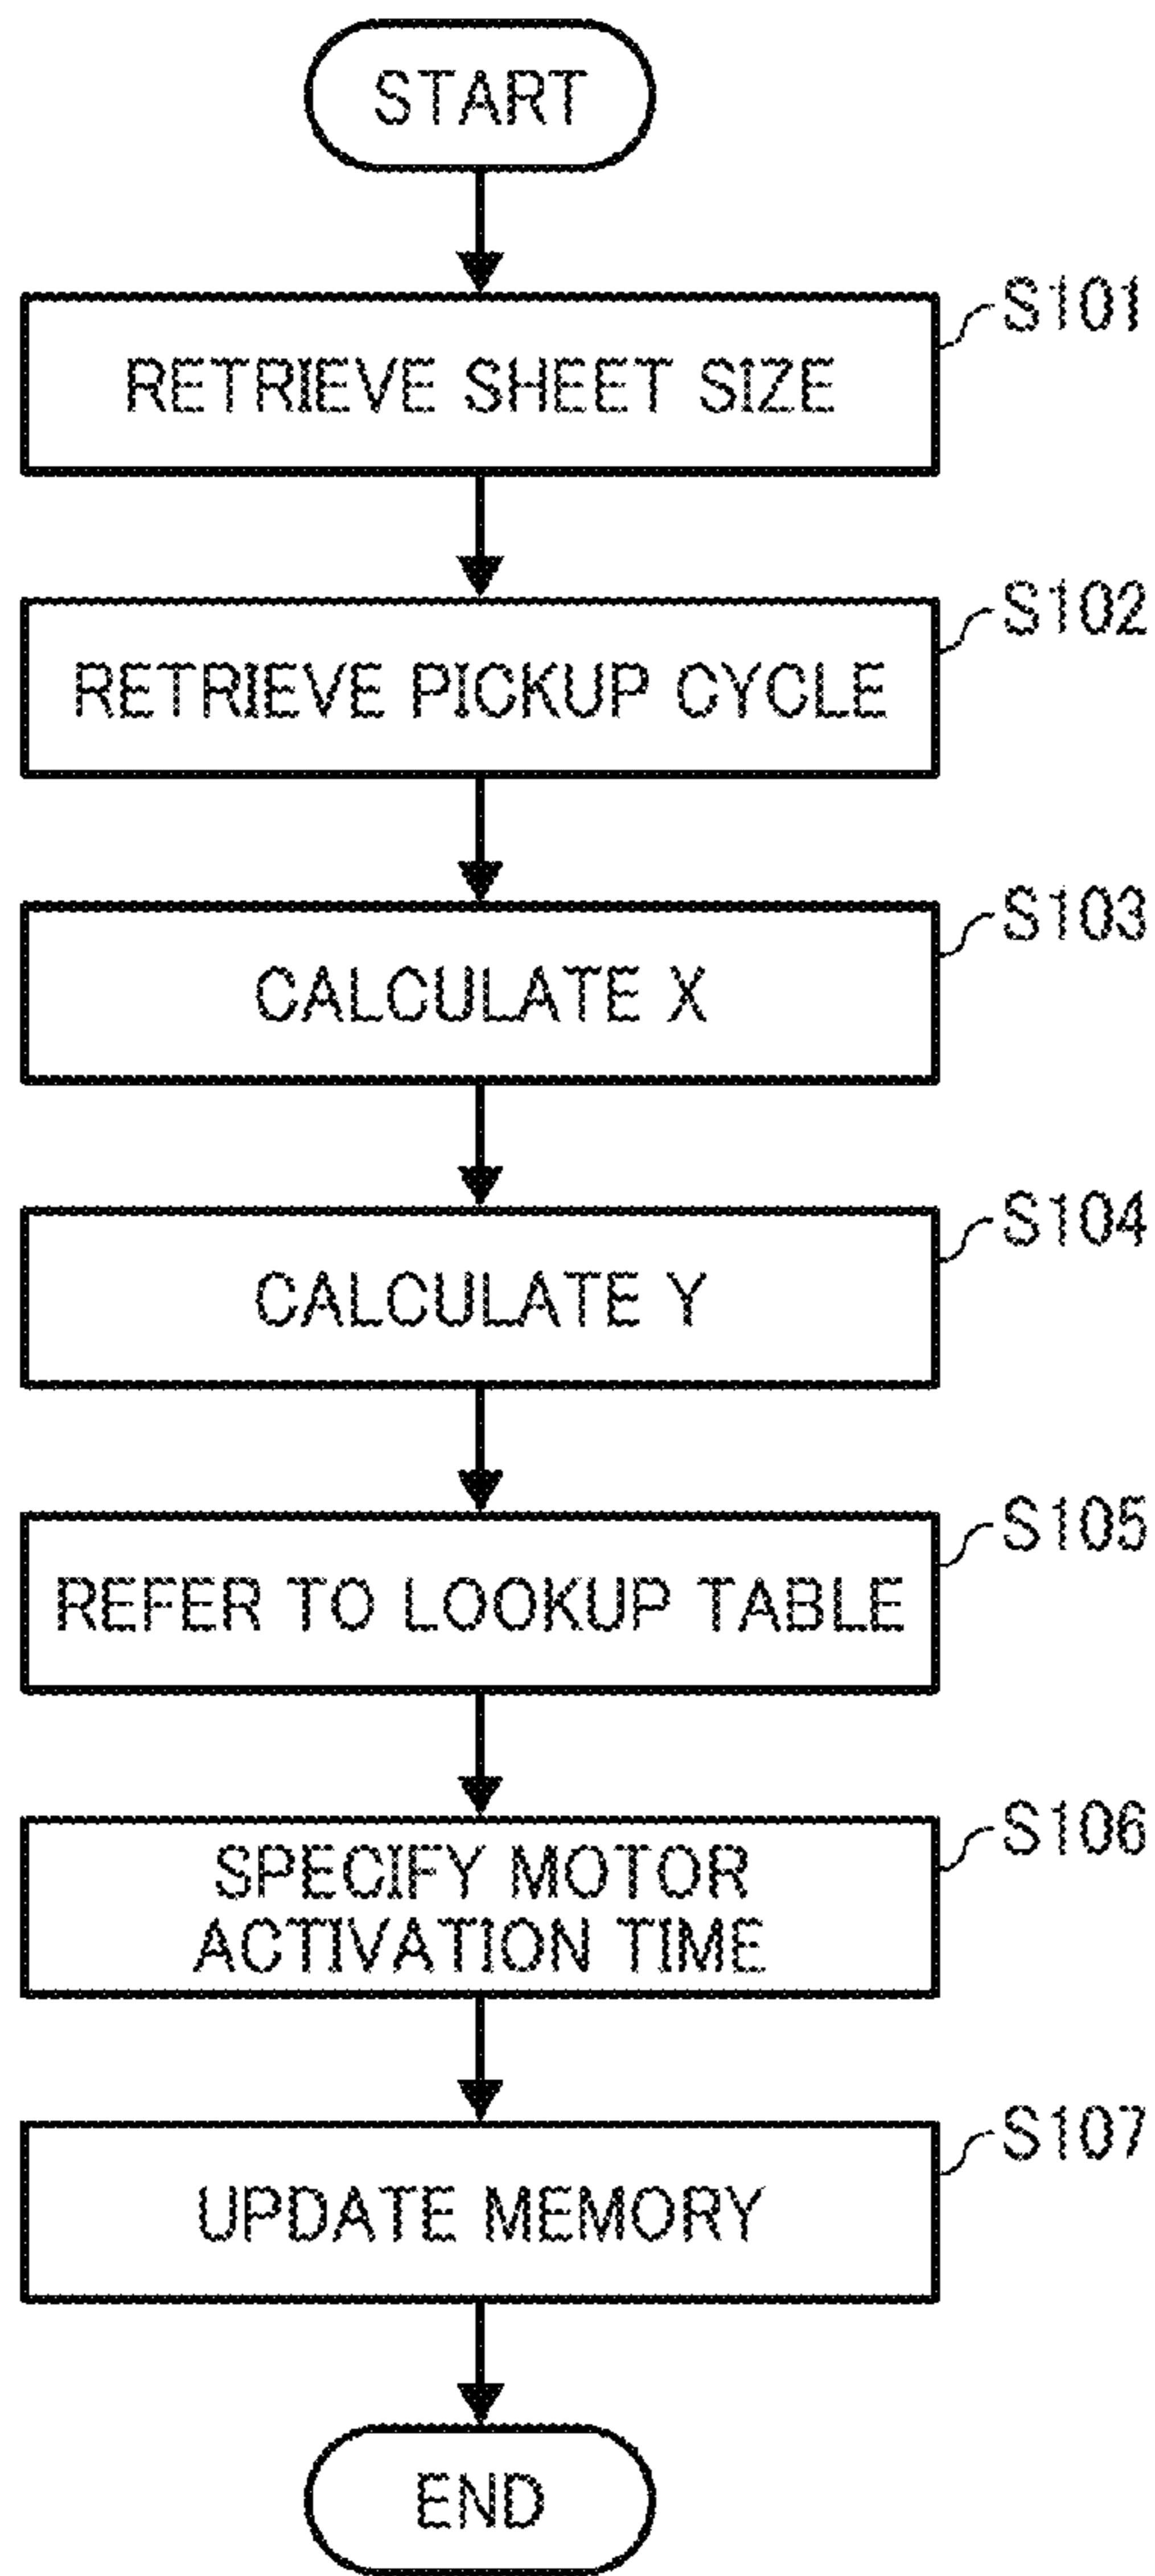 START
S101
RETRIEVE SHEET SIZE
S102
RETRIEVE PICKUP CYCLE
S103
CALCULATE X
S104
CALCULATE Y
S105
REFER TO LOOKUP TABLE
S106
SPECIFY MOTOR
ACTIVATION TIME
S107
UPDATE MEMORY
END